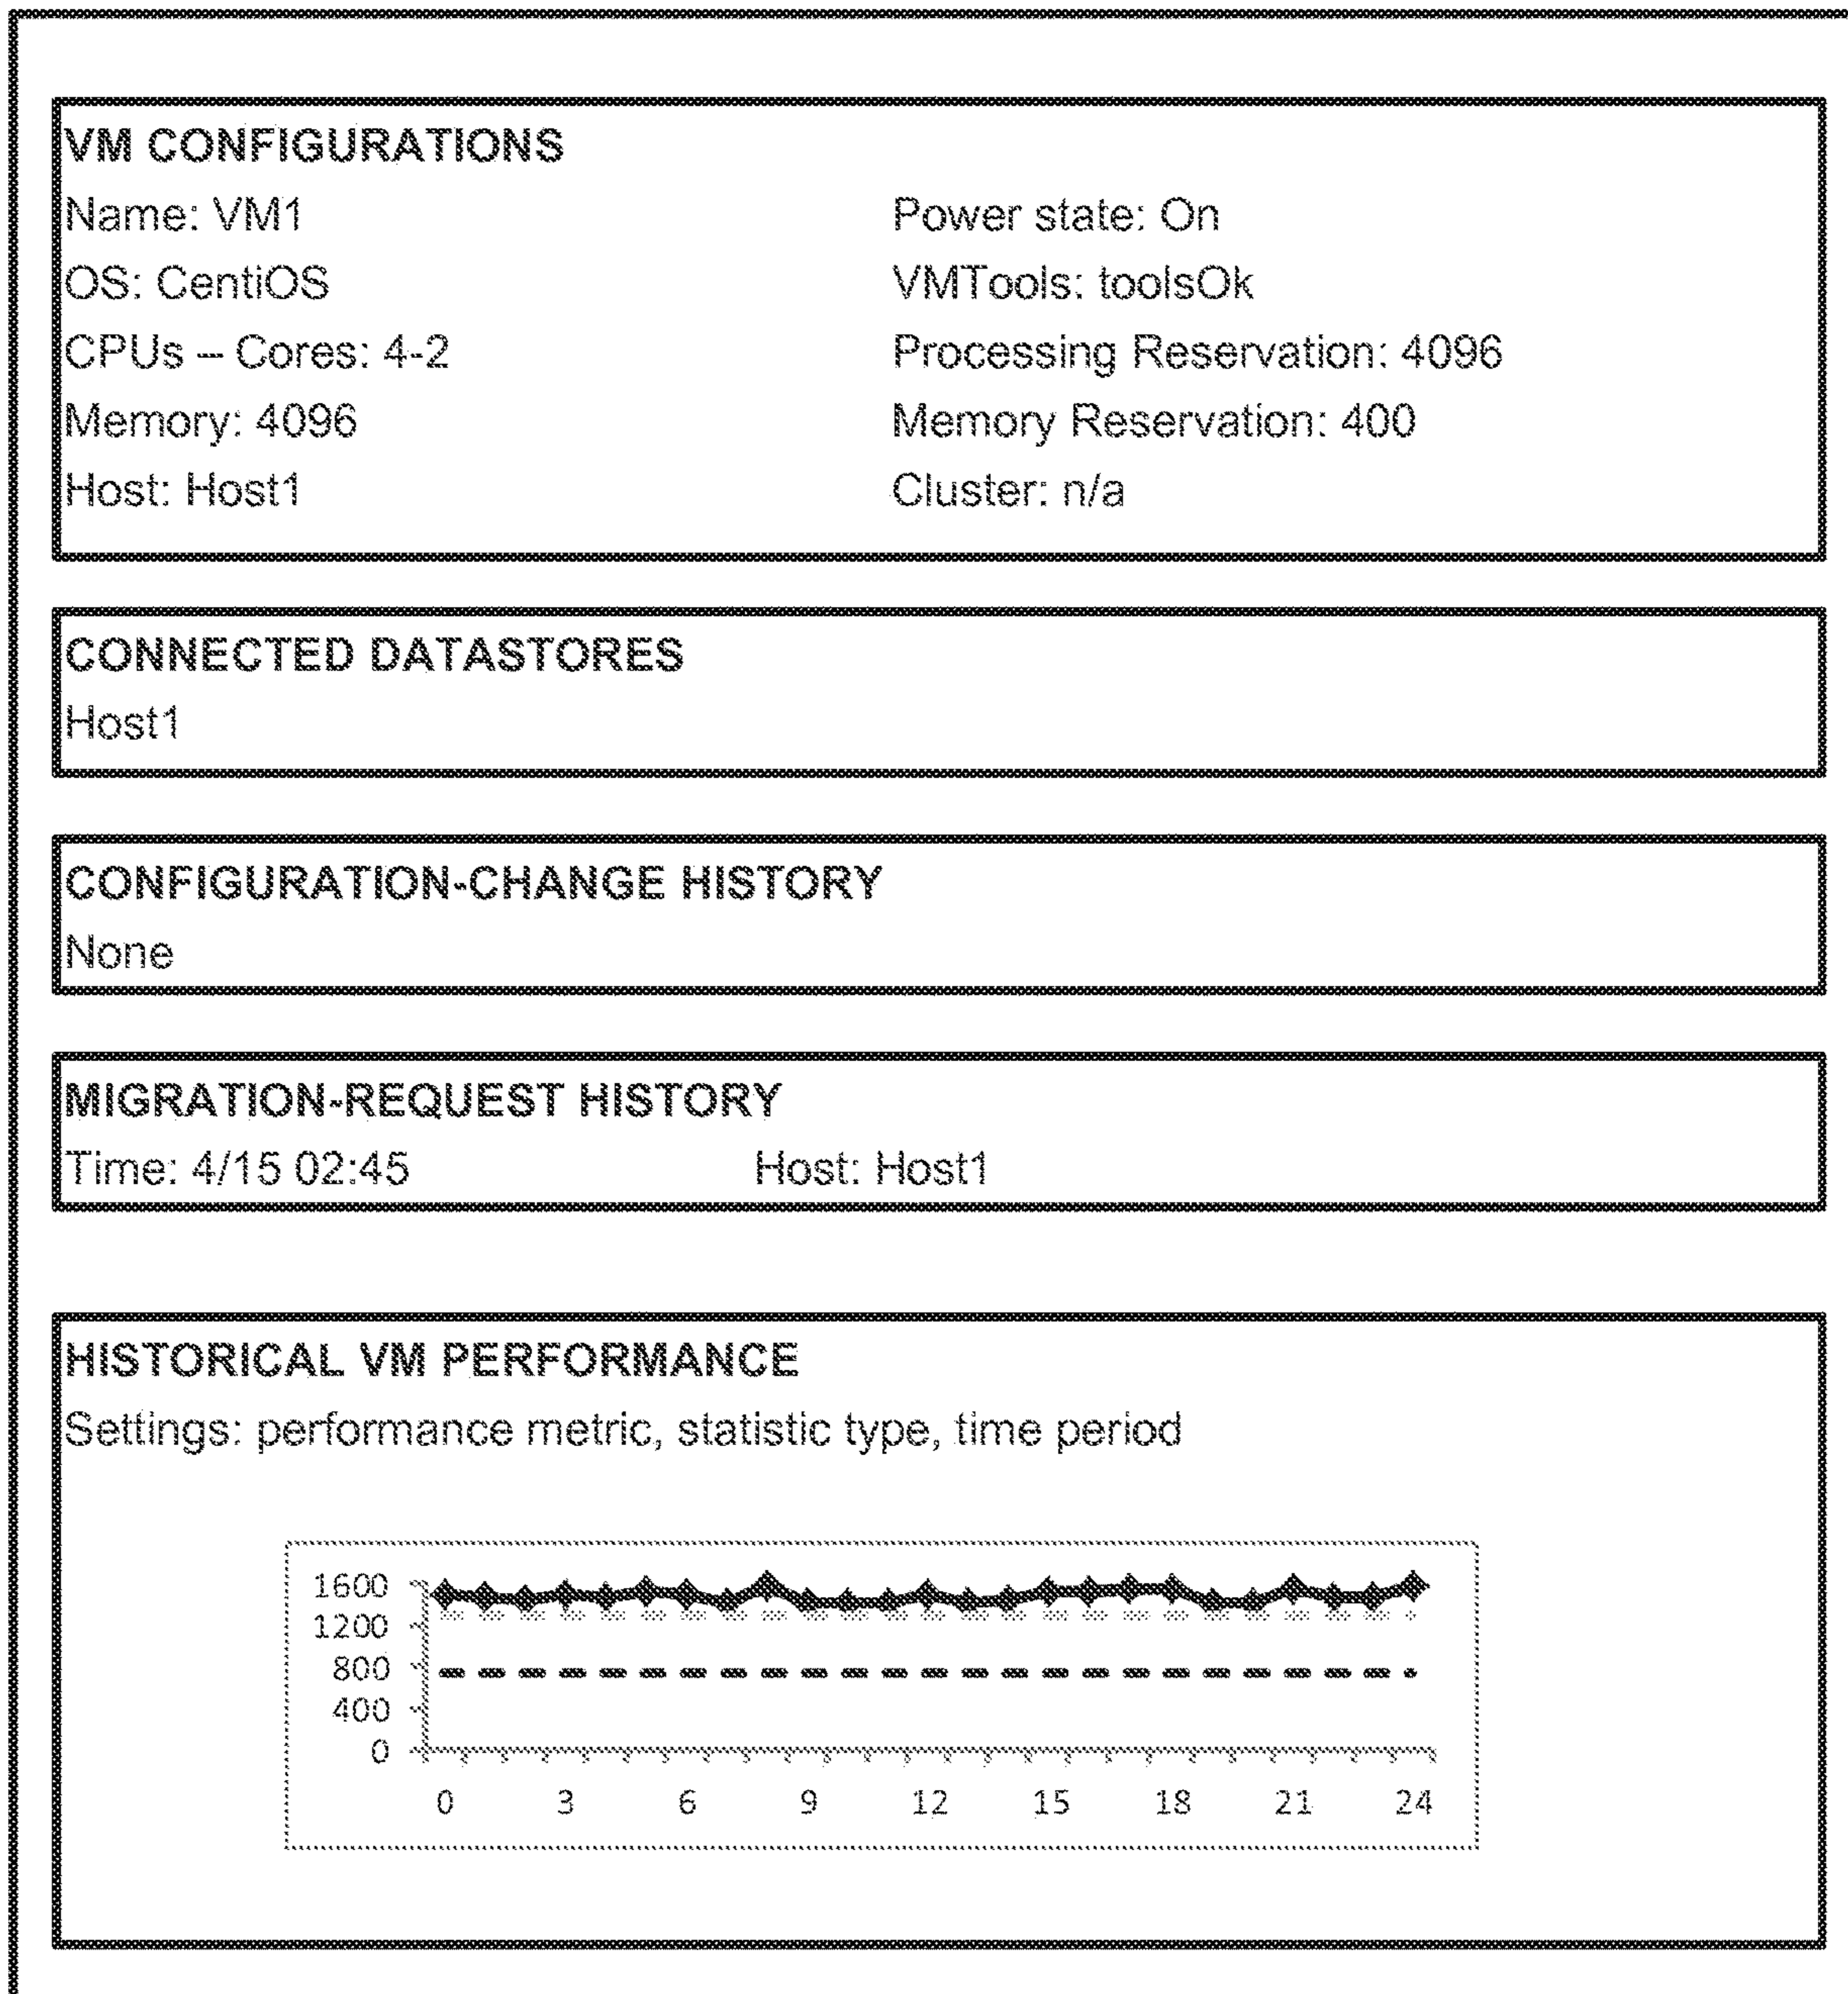 VM CONFIGURATIONS
Name: VM1 Power state: On
OS: CentiOS VMTools: toolsOk
CPUs – Cores: 4-2 Processing Reservation: 4096
Memory: 4096 Memory Reservation: 400
Host: Host1 Cluster: n/a
CONNECTED DATASTORES
Host1
CONFIGURATION-CHANGE HISTORY
None
MIGRATION-REQUEST HISTORY
Time: 4/15 02:45 Host: Host1
HISTORICAL VM PERFORMANCE
Settings: performance metric, statistic type, time period
1600
1200
800
400
0
0 3 6 9 12 15 18 21 24